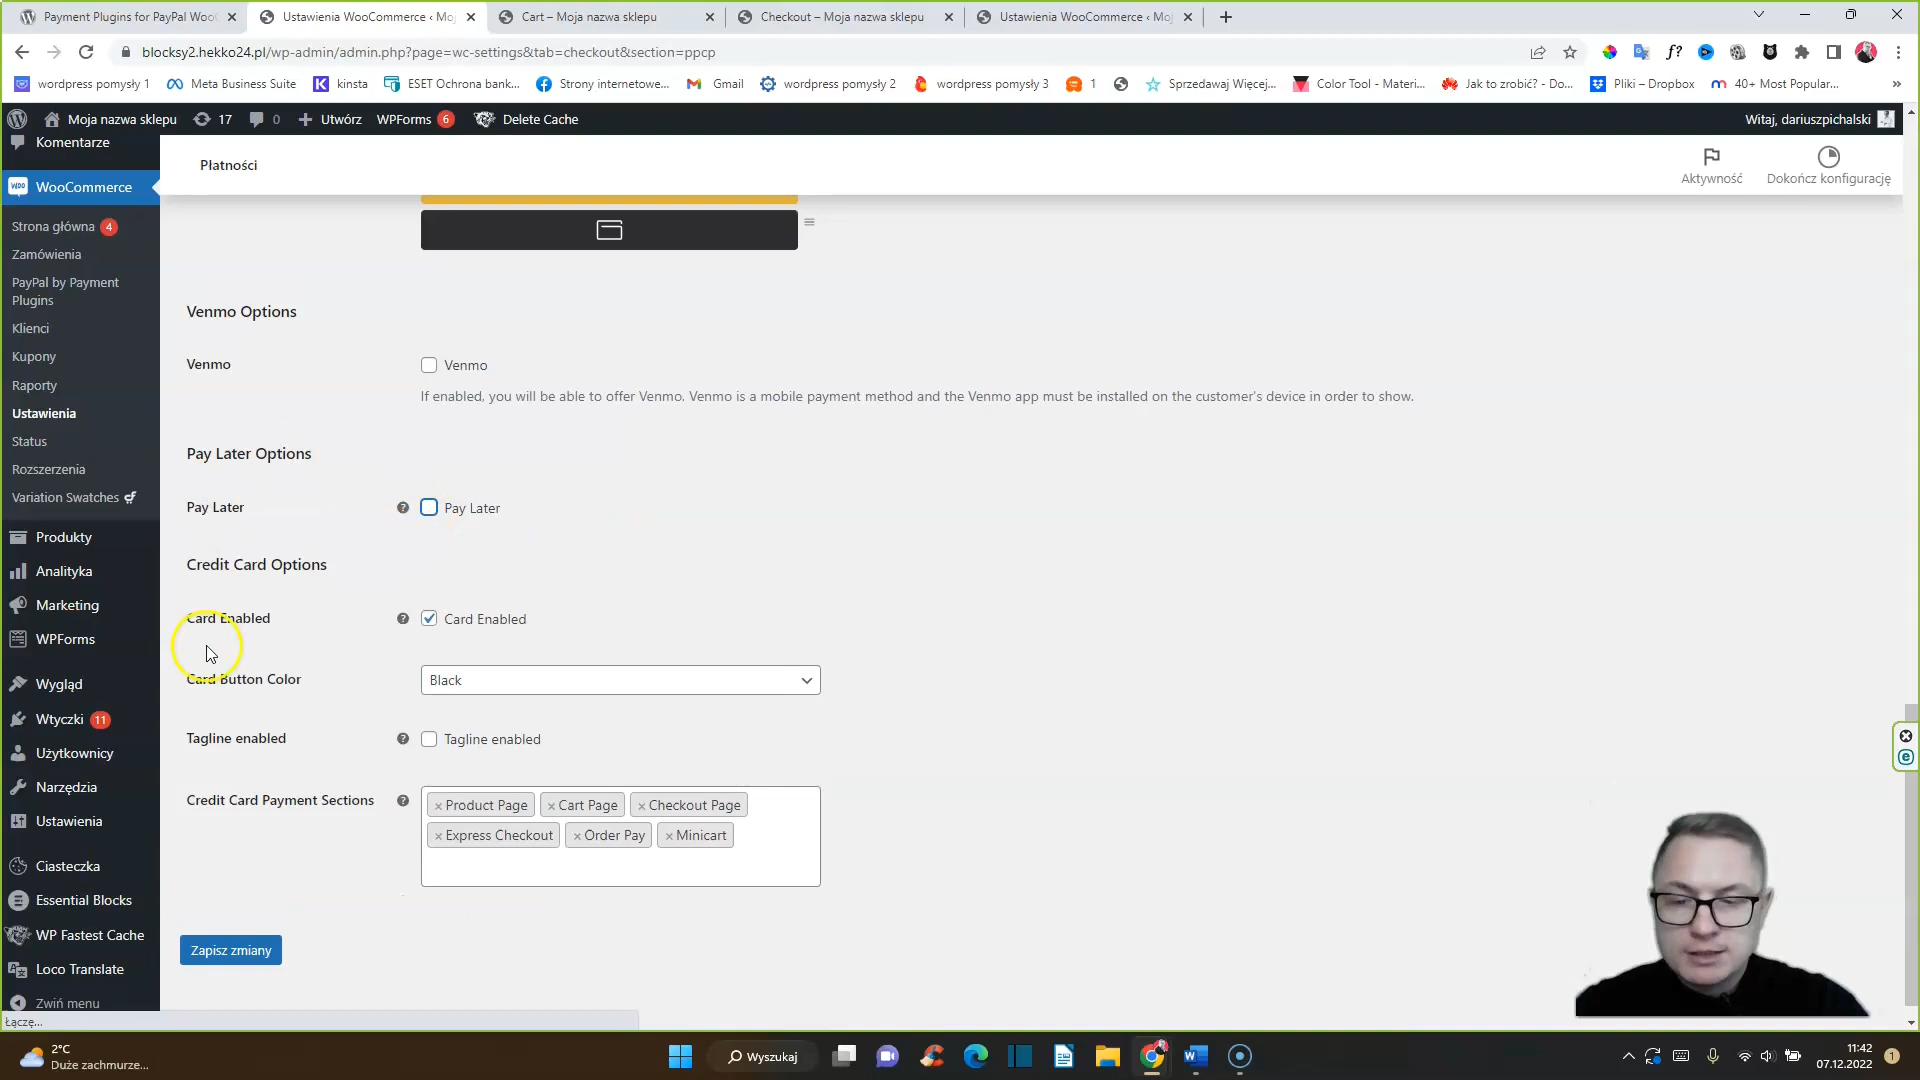 Payment Plugins for PayPal WooC
Ustawienia WooCommerce ‹ Moj
Cart – Moja nazwa sklepu
Checkout – Moja nazwa sklepu
Ustawienia WooCommerce ‹ Moj
blocksy2.hekko24.pl/wp-admin/admin.php?page=wc-settings&tab=checkout&section=ppcp
f?
wordpress pomysły 1
Meta Business Suite
kinsta
ESET Ochrona bank...
Strony internetowe...
Gmail
wordpress pomysły 2
wordpress pomysły 3
1
Sprzedawaj Więcej,...
Color Tool - Materi...
Jak to zrobić? - Do...
Pliki – Dropbox
40+ Most Popular...
»
Moja nazwa sklepu
17
0
Utwórz
WPForms 6
Delete Cache
Witaj, dariuszpichalski
Komentarze
WooCommerce
Strona główna 4
Zamówienia
PayPal by Payment
Plugins
Klienci
Kupony
Raporty
Ustawienia
Status
Rozszerzenia
Variation Swatches
Produkty
Analityka
Marketing
WPForms
Wygląd
Wtyczki 11
Użytkownicy
Narzędzia
Ustawienia
Ciasteczka
Essential Blocks
WP Fastest Cache
Loco Translate
Zwiń menu
Łączę...
Płatności
Aktywność
Dokończ konfigurację
Venmo Options
Venmo
Venmo
If enabled, you will be able to offer Venmo. Venmo is a mobile payment method and the Venmo app must be installed on the customer's device in order to show.
Pay Later Options
Pay Later
Pay Later
Credit Card Options
Card Enabled
Card Enabled
Card Button Color
Black
Tagline enabled
Tagline enabled
Credit Card Payment Sections
× Product Page × Cart Page × Checkout Page
× Express Checkout × Order Pay × Minicart
Zapisz zmiany
2°C
Duże zachmurze...
Wyszukaj
11:42
07.12.2022
1